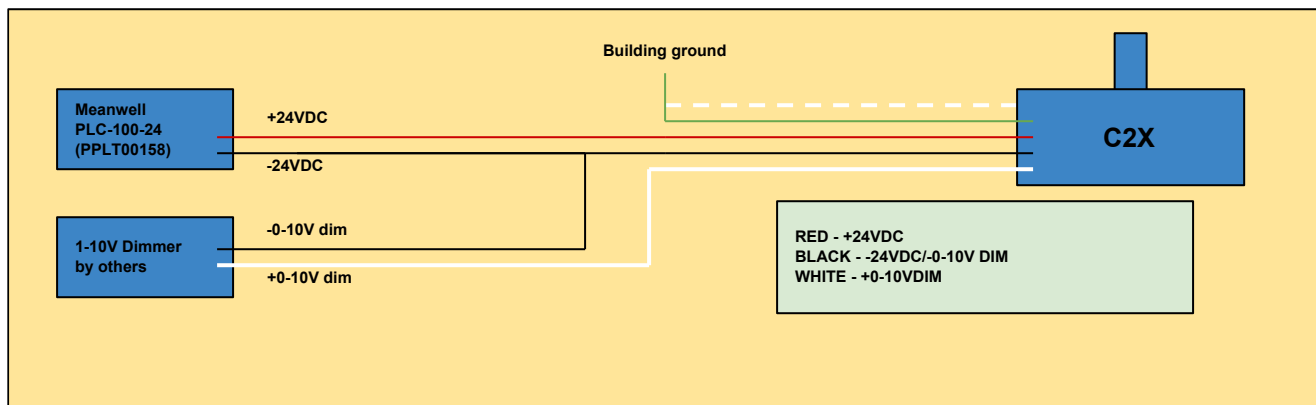 Building ground
Meanwell
PLC-100-24
(PPLT00158)
+24VDC
-24VDC
C2X
1-10V Dimmer
by others
-0-10V dim
+0-10V dim
RED - +24VDC
BLACK - -24VDC/-0-10V DIM
WHITE - +0-10VDIM